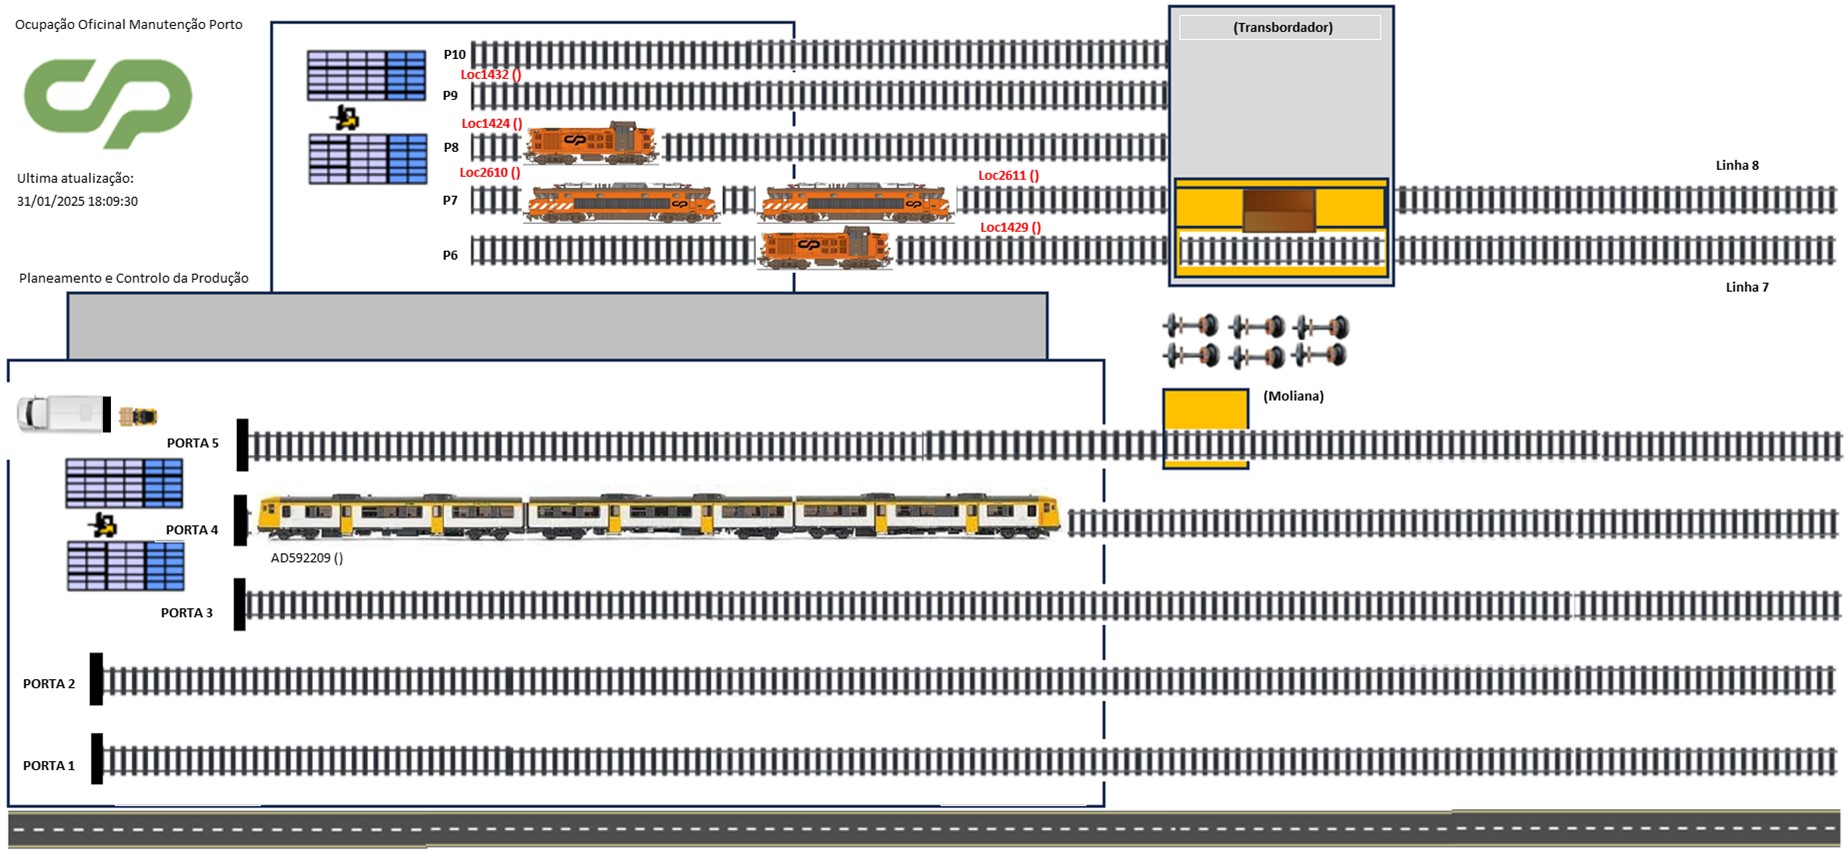 Ocupação Oficinal Manutenção Porto
Ultima atualização:
31/01/2025 18:09:30
Planeamento e Controlo da Produção
(Transbordador)
P10
Loc1432 ()
P9
Loc1424 ()
P8
Loc2610 ()
Loc2611 ()
P7
Loc1429 ()
P6
Linha 8
Linha 7
(Moliana)
PORTA 5
PORTA 4
AD592209 ()
PORTA 3
PORTA 2
PORTA 1